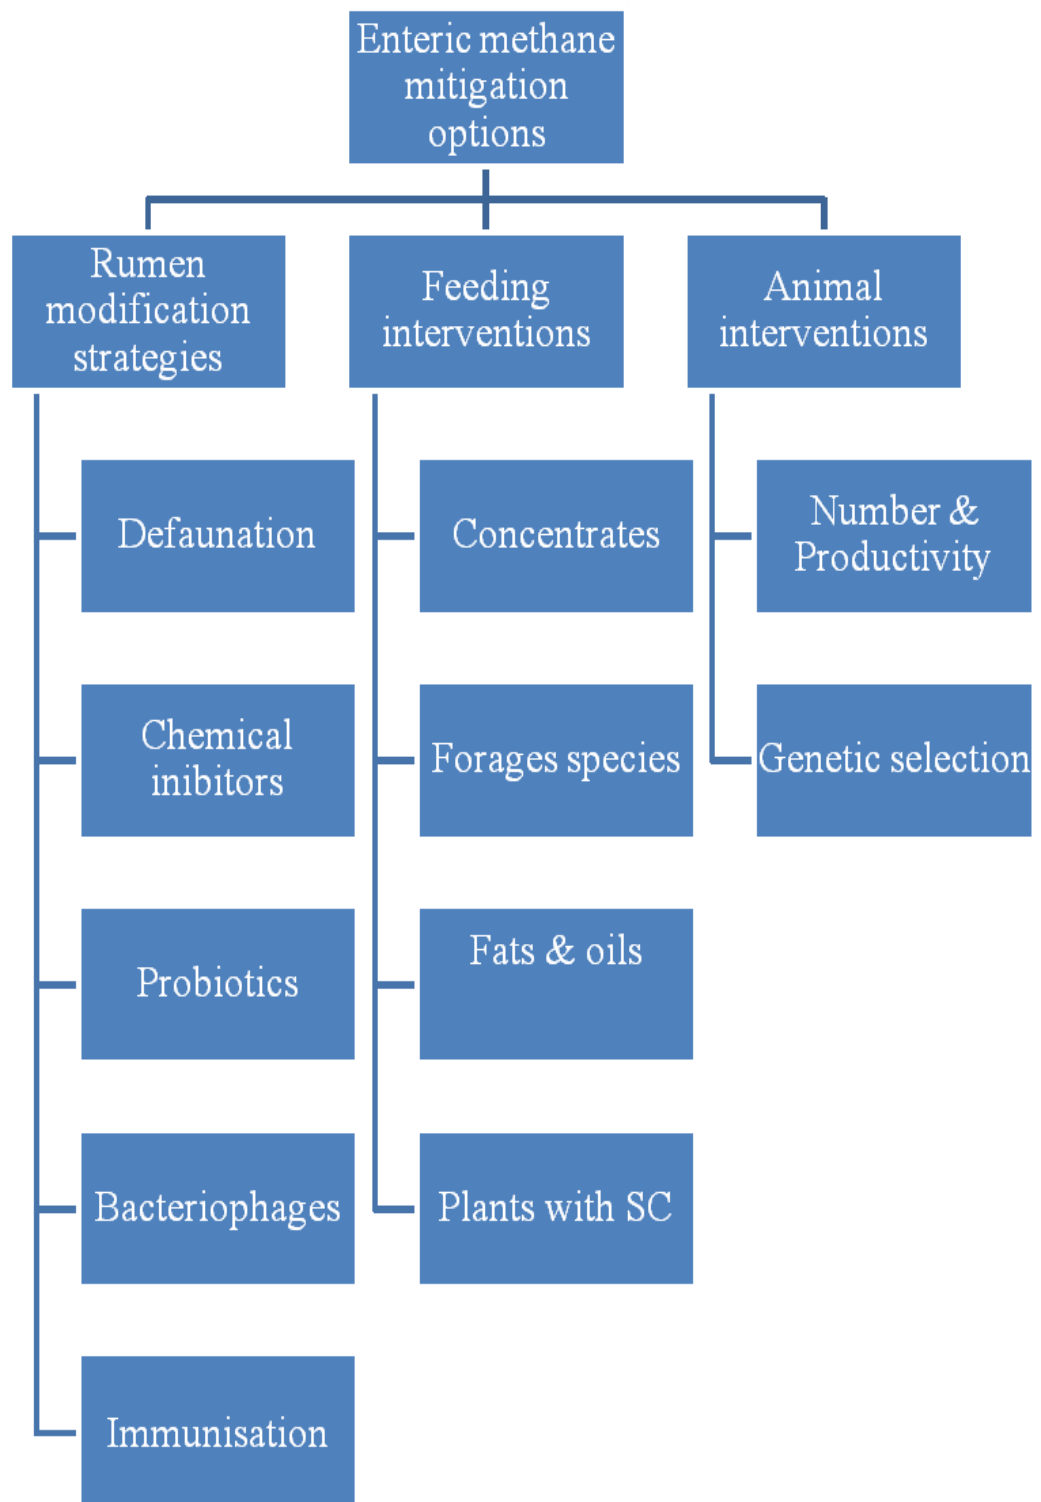 Enteric methane
mitigation
options
Rumen
modification
strategies
Feeding
interventions
Animal
interventions
Defaunation
Concentrates
Number &
Productivity
Chemical
inibitors
Forages species
Genetic selection
Probiotics
Fats & oils
Bacteriophages
Plants with SC
Immunisation